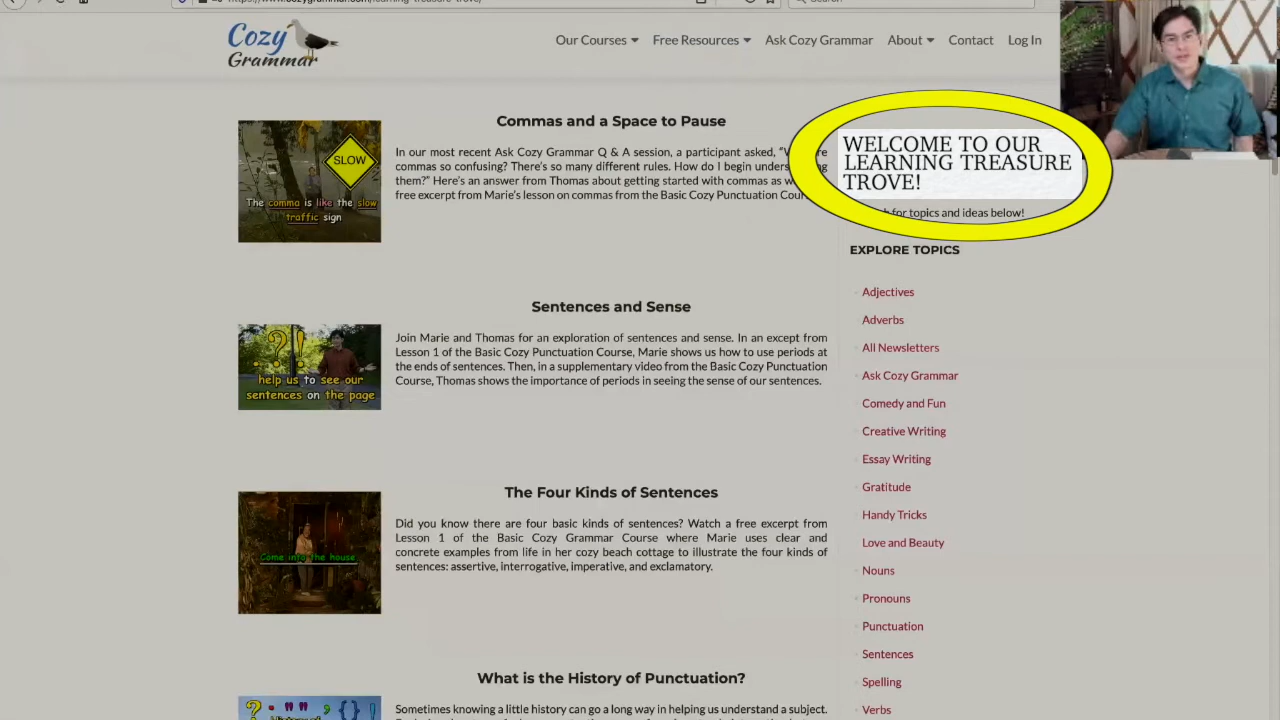 https://www.cozygrammar.com/learning-treasure-trove/
Search
Cozy
Grammar
Our Courses
Free Resources
Ask Cozy Grammar
About
Contact
Log In
Commas and a Space to Pause
In our most recent Ask Cozy Grammar Q & A session, a participant asked,
commas so confusing? There's so many different rules. How do I begin
them?" Here's an answer from Thomas about getting started with commas as
free excerpt from Marie's lesson on commas from the Basic Cozy Punctuation
SLOW
The comma is like the slow
traffic sign
Sentences and Sense
Join Marie and Thomas for an exploration of sentences and sense. In an excerpt from
Lesson 1 of the Basic Cozy Punctuation Course, Marie shows us how to use periods at
the ends of sentences. Then, in a supplementary video from the Basic Cozy Punctuation
Course, Thomas shows the importance of periods in seeing the sense of our sentences.
?!
help us to see our
sentences on the page
The Four Kinds of Sentences
Did you know there are four basic kinds of sentences? Watch a free excerpt from
Lesson 1 of the Basic Cozy Grammar Course where Marie uses clear and
concrete examples from life in her cozy beach cottage to illustrate the four kinds of
sentences: assertive, interrogative, imperative, and exclamatory.
Come into the house.
What is the History of Punctuation?
Sometimes knowing a little history can go a long way in helping us understand a subject.
WELCOME TO OUR
LEARNING TREASURE
TROVE!
for topics and ideas below!
EXPLORE TOPICS
Adjectives
Adverbs
All Newsletters
Ask Cozy Grammar
Comedy and Fun
Creative Writing
Essay Writing
Gratitude
Handy Tricks
Love and Beauty
Nouns
Pronouns
Punctuation
Sentences
Spelling
Verbs